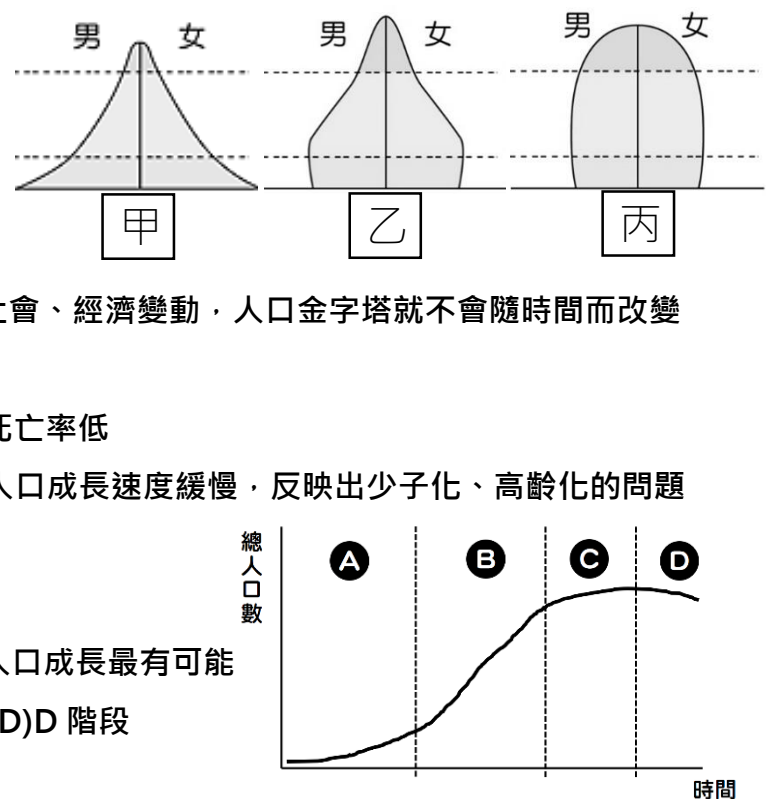 男 女 男 女 男 女
甲 乙 丙
會、經濟變動，人口金字塔就不會隨時間而改變
死亡率低
人口成長速度緩慢，反映出少子化、高齡化的問題
總人口數
A B C D
人口成長最有可能
D)D 階段
時間